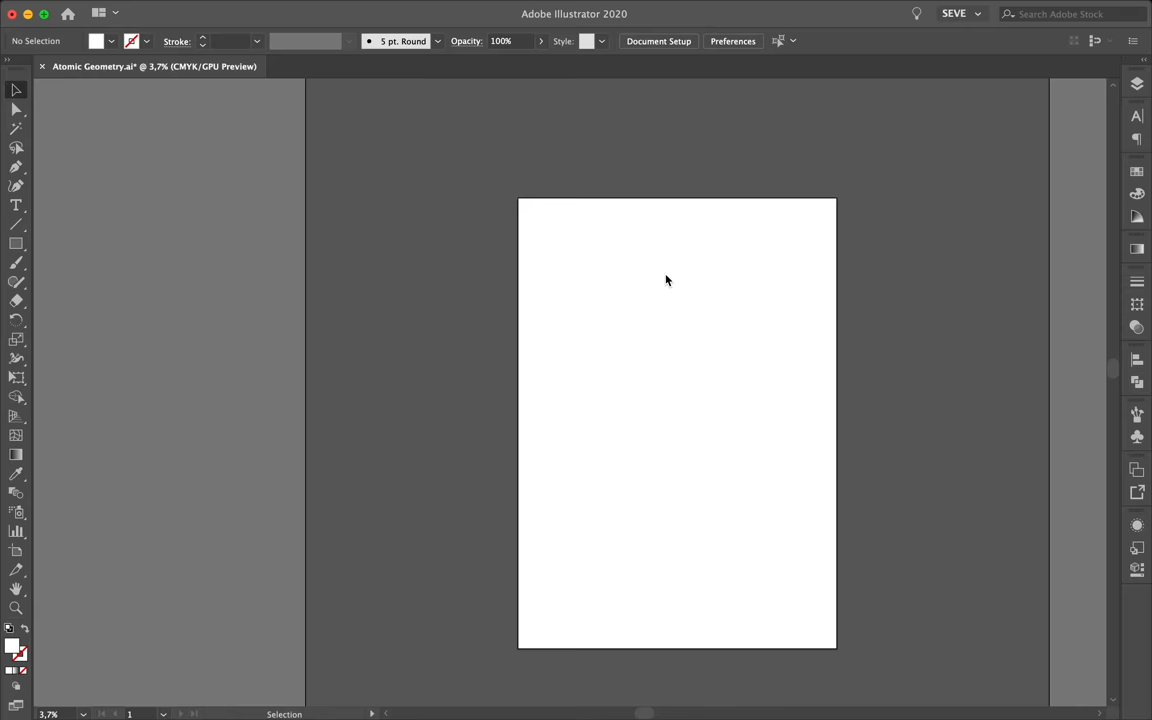 Adobe Illustrator 2020
SEVE
Search Adobe Stock
No Selection
Stroke:
5 pt. Round
Opacity:
100%
Style:
Document Setup
Preferences
Atomic Geometry.ai* @ 3,7% (CMYK/GPU Preview)
3,7%
1
Selection